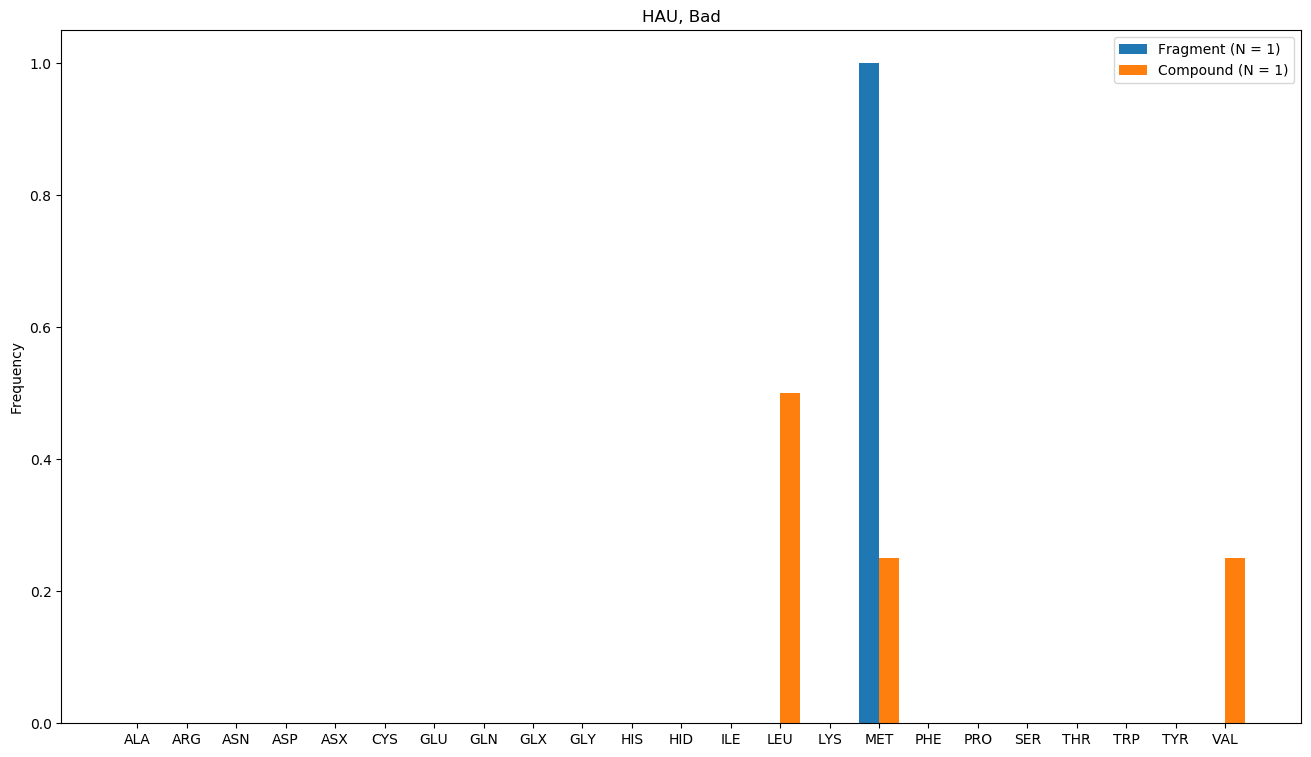 HAU, Bad
Fragment (N = 1)
Compound (N = 1)
1.0
0.8
0.6
0.4
0.2
0.0
Frequency
ALA ARG ASN ASP ASX CYS GLU GLN GLX GLY HIS HID ILE LEU LYS MET PHE PRO SER THR TRP TYR VAL